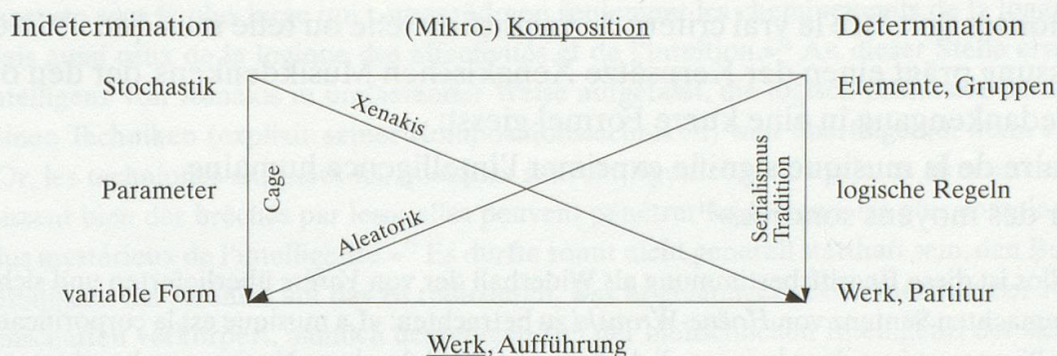 Indetermination (Mikro-) Komposition Determination
Stochastik Elemente, Gruppen
Xenakis
Cage
Parameter
Aleatorik
Serialismus
Tradition
logische Regeln
variable Form Werk, Partitur
Werk, Aufführung